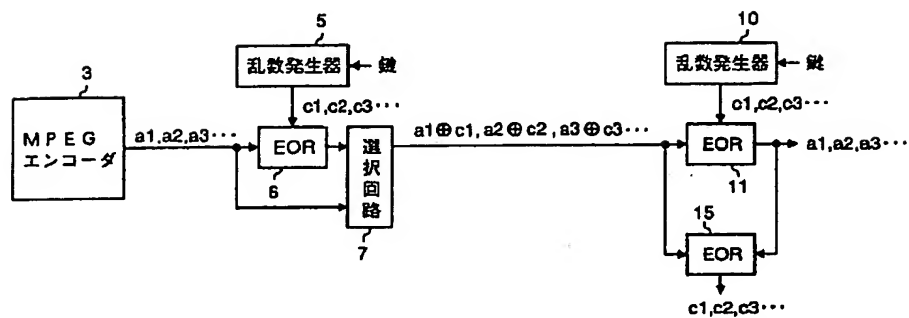 5
乱数発生器
鍵
10
乱数発生器
鍵
3
MPEG
エンコーダ
a1,a2,a3･･･
c1,c2,c3･･･
EOR
6
選択回路
7
a1⊕c1, a2⊕c2, a3⊕c3･･･
c1,c2,c3･･･
EOR
11
a1,a2,a3･･･
15
EOR
c1,c2,c3･･･